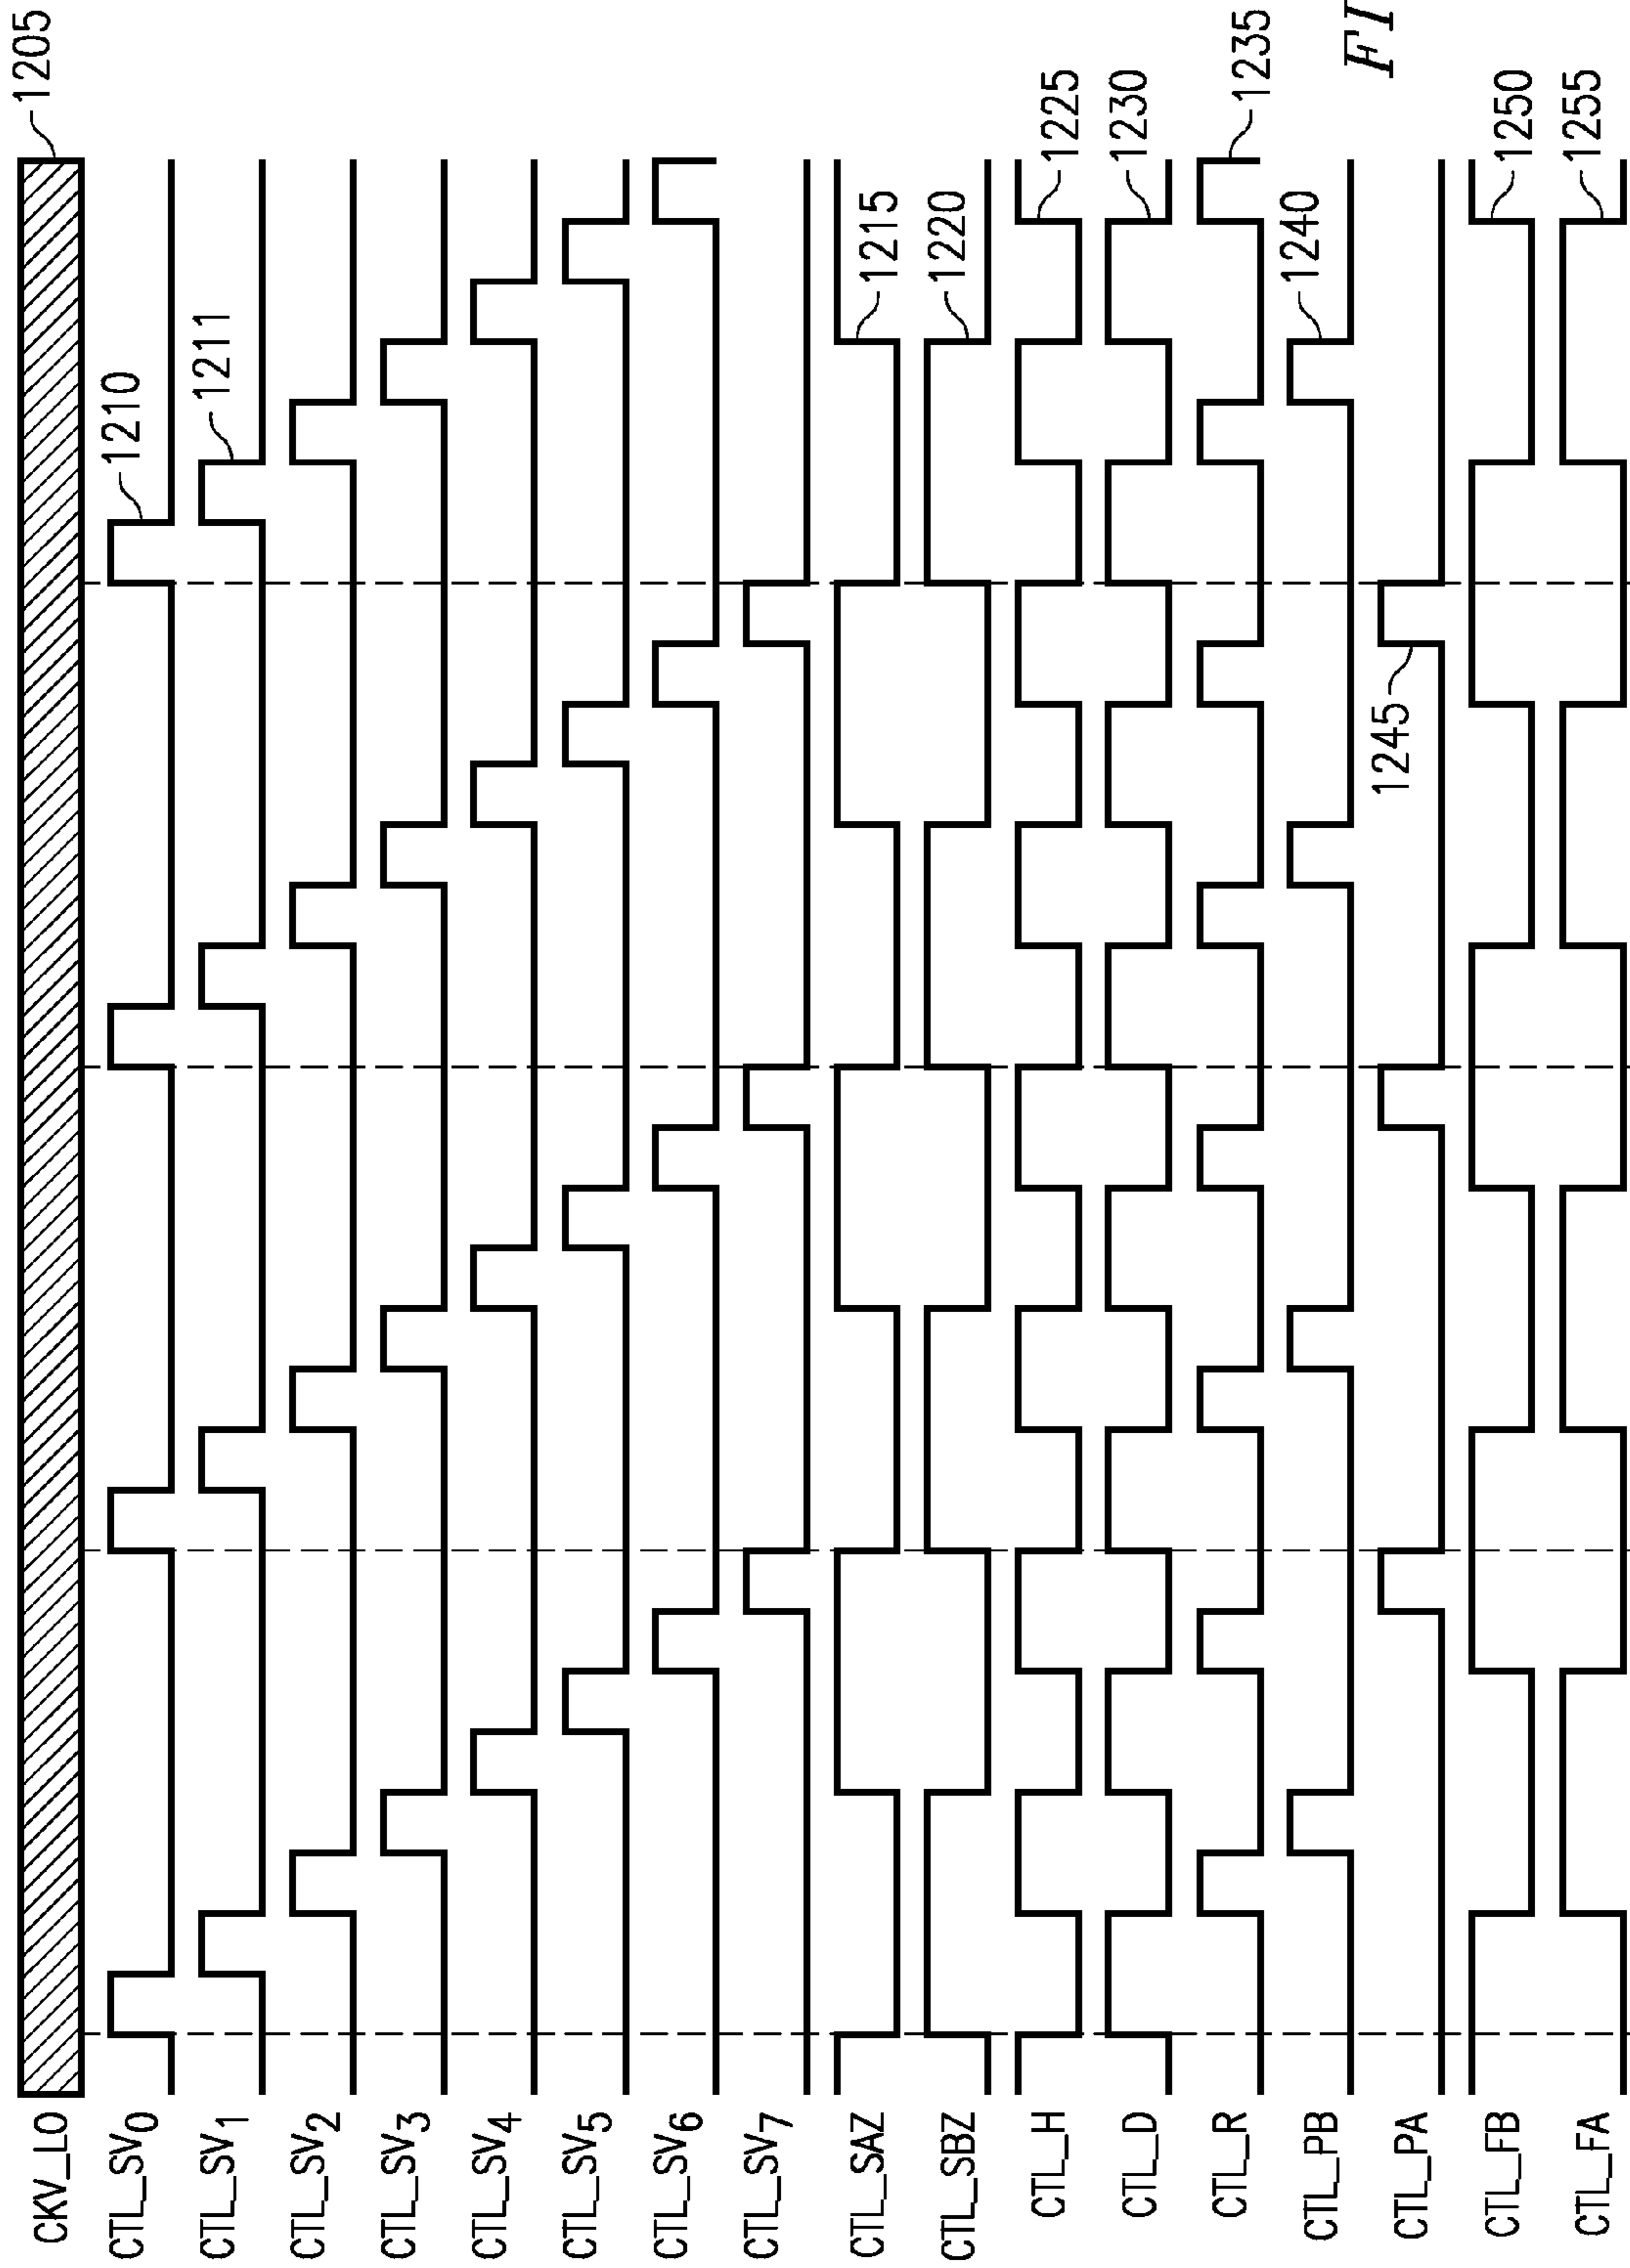 CKV_LO
CTL_SV0
CTL_SV1
CTL_SV2
CTL_SV3
CTL_SV4
CTL_SV5
CTL_SV6
CTL_SV7
CTL_SAZ
CTL_SBZ
CTL_H
CTL_D
CTL_R
CTL_PB
CTL_PA
CTL_FB
CTL_FA
1205
1210
1211
1215
1220
1225
1230
1235
1240
1245
1250
1255
FI